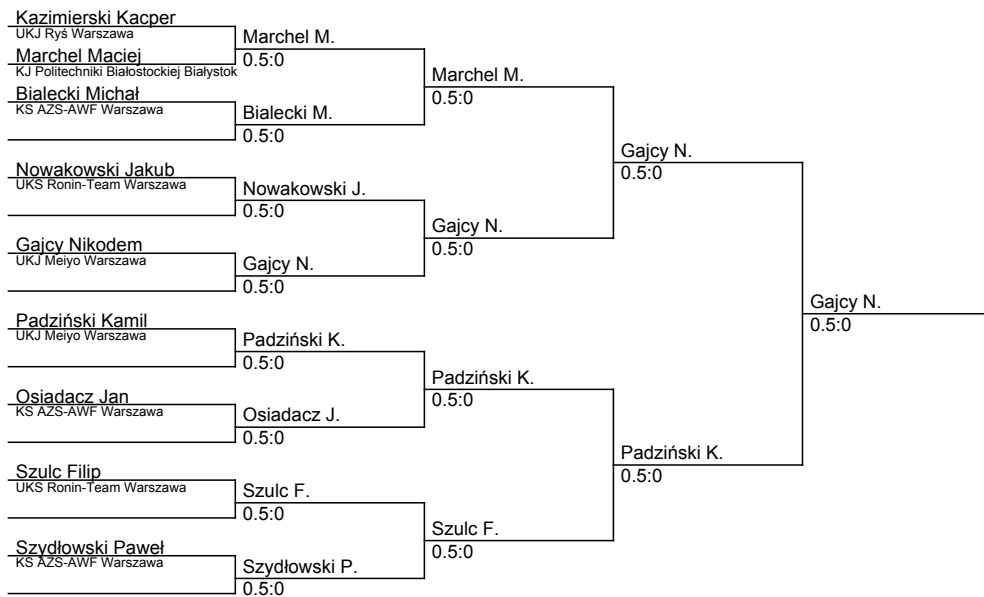 Kazimierski Kacper
UKJ Ryś Warszawa
Marchel Maciej
KJ Politechniki Białostockiej Białystok
Bialecki Michał
KS AZS-AWF Warszawa
Nowakowski Jakub
UKS Ronin-Team Warszawa
Gajcy Nikodem
UKJ Meiyo Warszawa
Padziński Kamil
UKJ Meiyo Warszawa
Osiadacz Jan
KS AZS-AWF Warszawa
Szulc Filip
UKS Ronin-Team Warszawa
Szydłowski Paweł
KS AZS-AWF Warszawa
Marchel M.
0.5:0
Bialecki M.
0.5:0
Nowakowski J.
0.5:0
Gajcy N.
0.5:0
Padziński K.
0.5:0
Osiadacz J.
0.5:0
Szulc F.
0.5:0
Szydłowski P.
0.5:0
Marchel M.
0.5:0
Gajcy N.
0.5:0
Padziński K.
0.5:0
Szulc F.
0.5:0
Gajcy N.
0.5:0
Padziński K.
0.5:0
Gajcy N.
0.5:0